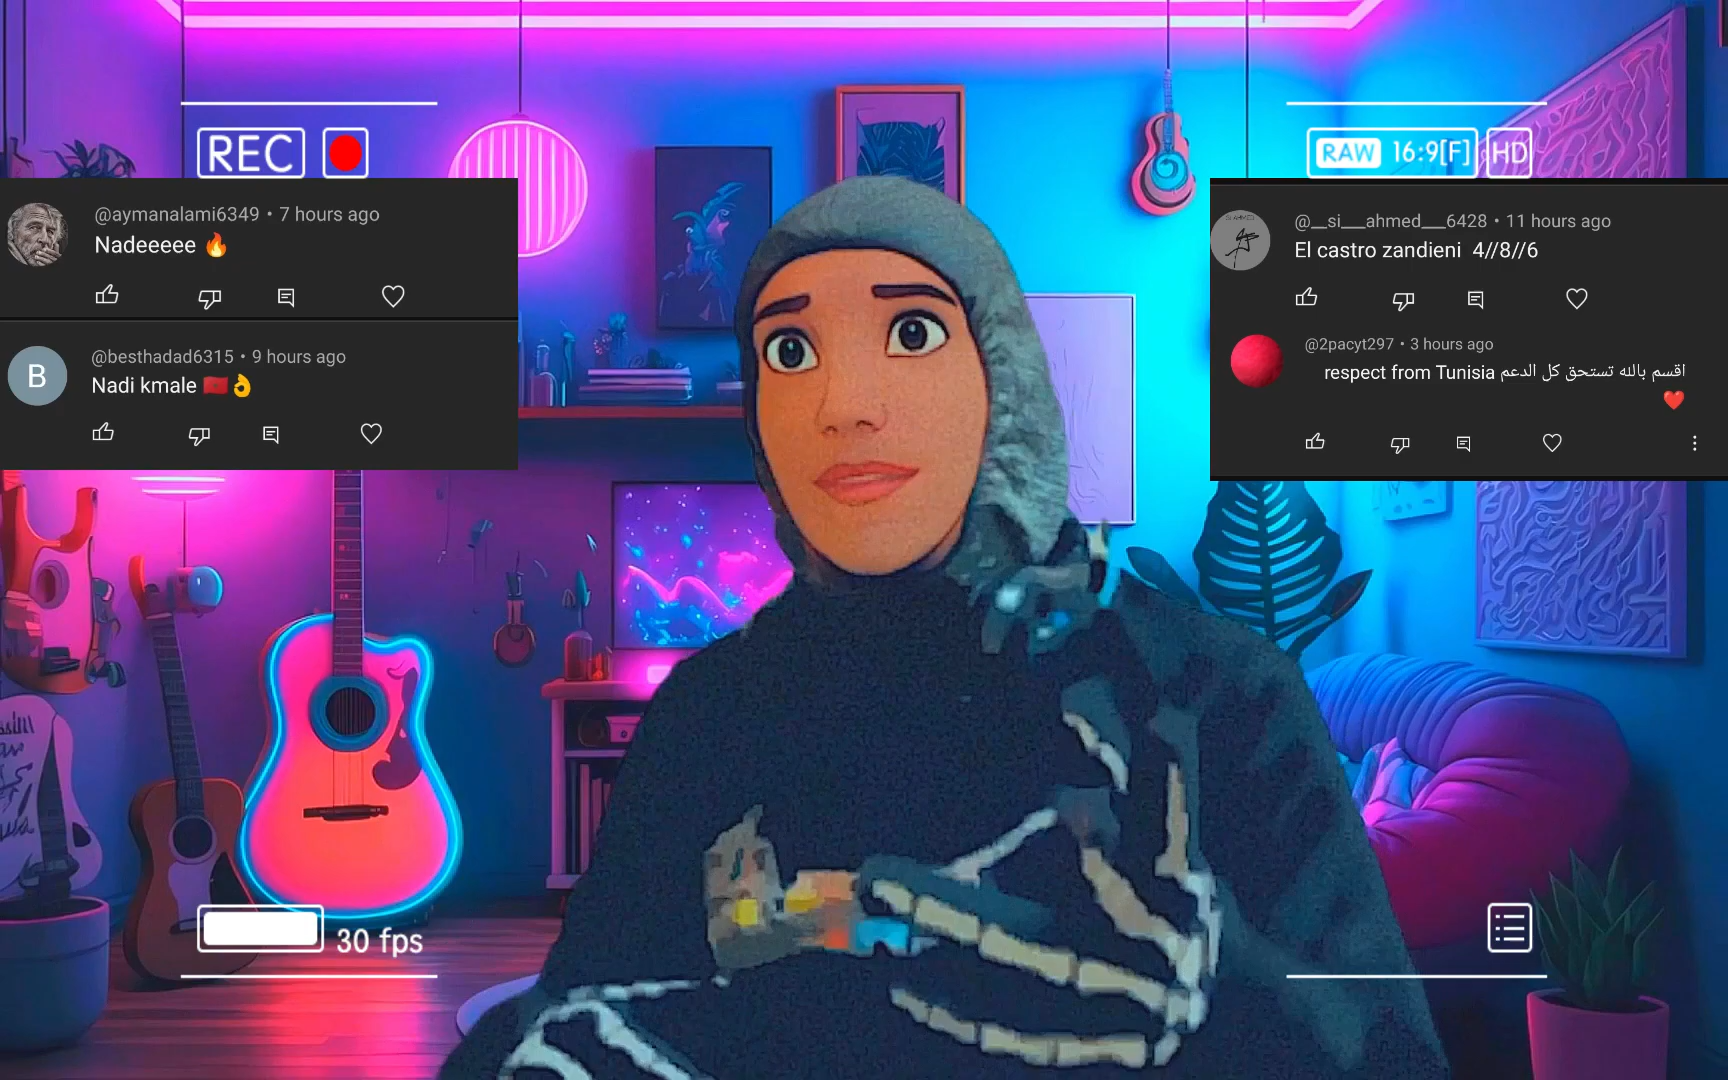 REC
RAW 16:9[F] HD
@aymanalami6349 • 7 hours ago
Nadeeeee 🔥
@besthadad6315 • 9 hours ago
B
Nadi kmale 🇲🇦👌
@__si___ahmed___6428 • 11 hours ago
El castro zandieni 4//8//6
@2pacyt297 • 3 hours ago
respect from Tunisia اقسم بالله تستحق كل الدعم
❤️
30 fps